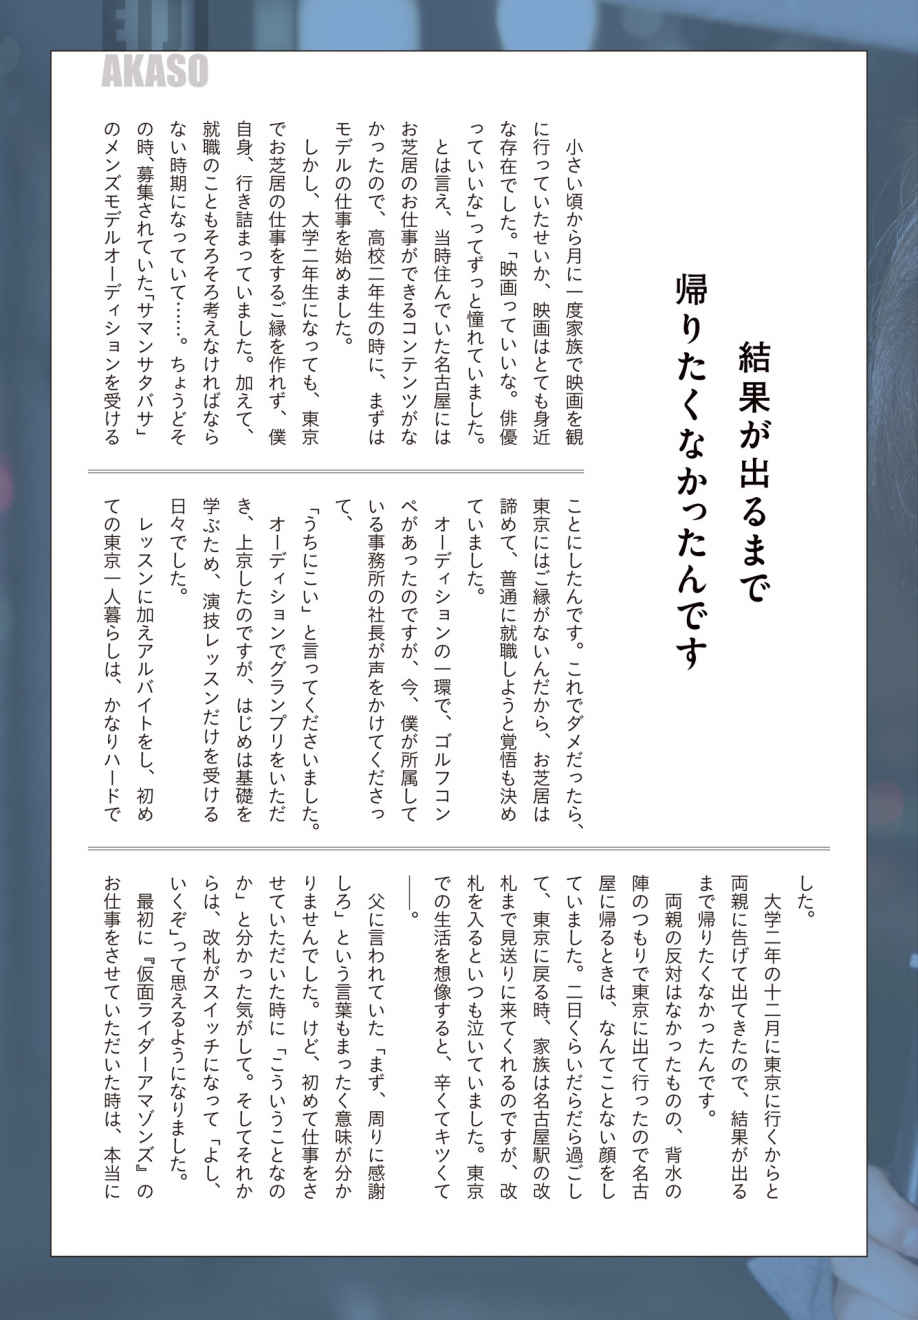 EIJI
AKASO
結果が出るまで
帰りたくなかったんです
　小さい頃から月に一度家族で映画を観
に行っていたせいか、映画はとても身近
な存在でした。「映画っていいな。俳優
っていいな」ってずっと憧れていました。
　とは言え、当時住んでいた名古屋には
お芝居のお仕事ができるコンテンツがな
かったので、高校二年生の時に、まずは
モデルの仕事を始めました。
　しかし、大学二年生になっても、東京
でお芝居の仕事をするご縁を作れず、僕
自身、行き詰まっていました。加えて、
就職のこともそろそろ考えなければなら
ない時期になっていて……。ちょうどそ
の時、募集されていた「サマンサタバサ」
のメンズモデルオーディションを受ける
ことにしたんです。これでダメだったら、
東京にはご縁がないんだから、お芝居は
諦めて、普通に就職しようと覚悟も決め
ていました。
　オーディションの一環で、ゴルフコン
ペがあったのですが、今、僕が所属して
いる事務所の社長が声をかけてくださっ
て、
「うちにこい」と言ってくださいました。
　オーディションでグランプリをいただ
き、上京したのですが、はじめは基礎を
学ぶため、演技レッスンだけを受ける
日々でした。
　レッスンに加えアルバイトをし、初め
ての東京一人暮らしは、かなりハードで
した。
　大学二年の十二月に東京に行くからと
両親に告げて出てきたので、結果が出る
まで帰りたくなかったんです。
　両親の反対はなかったものの、背水の
陣のつもりで東京に出て行ったので名古
屋に帰るときは、なんてことない顔をし
ていました。二日くらいだらだら過ごし
て、東京に戻る時、家族は名古屋駅の改
札まで見送りに来てくれるのですが、改
札を入るといつも泣いていました。東京
での生活を想像すると、辛くてキツくて
――。
　父に言われていた「まず、周りに感謝
しろ」という言葉もまったく意味が分か
りませんでした。けど、初めて仕事をさ
せていただいた時に「こういうことなの
か」と分かった気がして。そしてそれか
らは、改札がスイッチになって「よし、
いくぞ」って思えるようになりました。
　最初に『仮面ライダーアマゾンズ』の
お仕事をさせていただいた時は、本当に